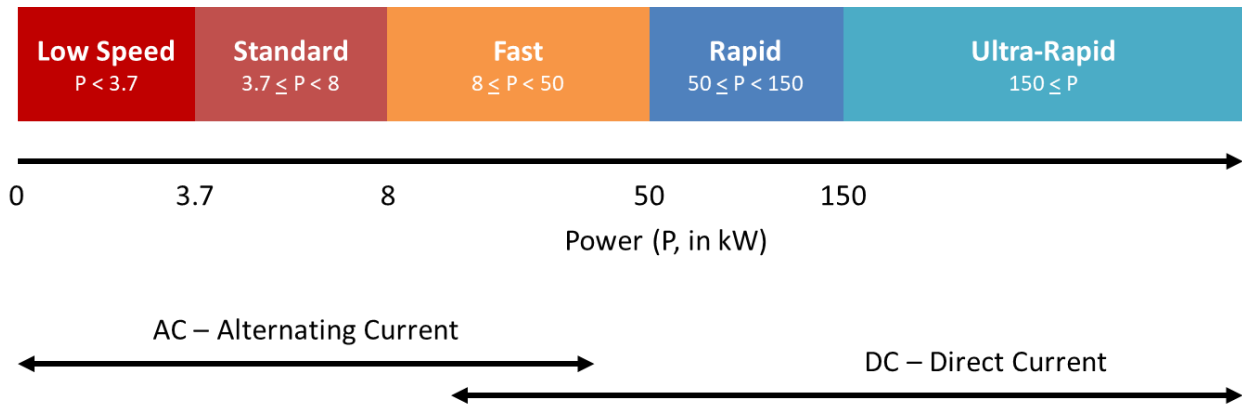 Low Speed
P < 3.7
Standard
3.7 ≤ P < 8
Fast
8 ≤ P < 50
Rapid
50 ≤ P < 150
Ultra-Rapid
150 ≤ P
0 3.7 8 50 150
Power (P, in kW)
AC – Alternating Current
DC – Direct Current